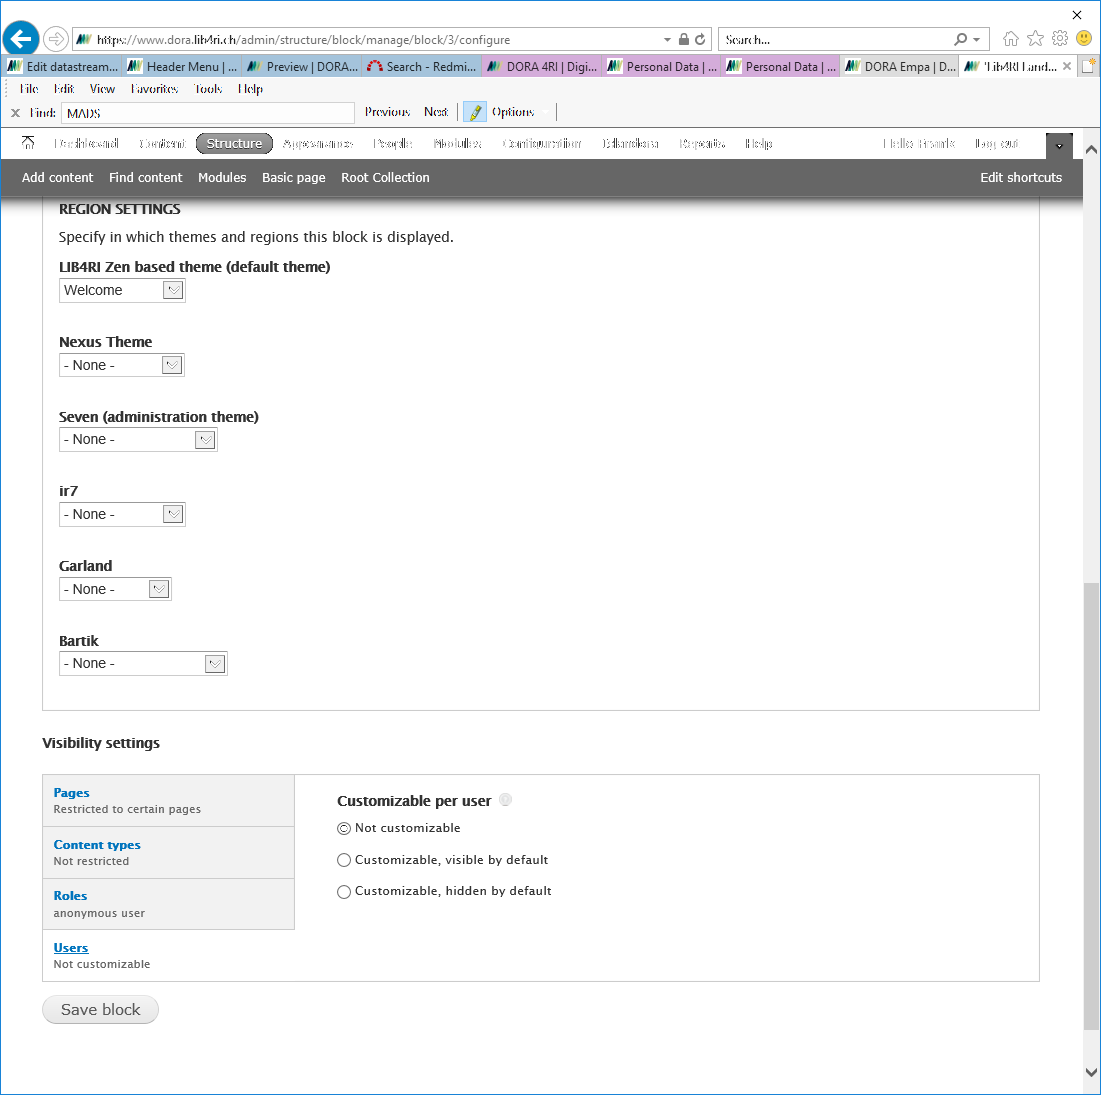 https://www.dora.lib4ri.ch/admin/structure/block/manage/block/3/configure
Search...
Edit datastream...
Header Menu | ...
Preview | DORA...
Search - Redmi...
DORA 4RI | Digi...
Personal Data | ...
Personal Data | ...
DORA Empa | D...
'Lib4RI Land...
File Edit View Favorites Tools Help
Find: MADS Previous Next Options
Dashboard Content Structure Appearance People Modules Configuration Islandora Reports Help Hello Log out
Add content Find content Modules Basic page Root Collection Edit shortcuts
REGION SETTINGS
Specify in which themes and regions this block is displayed.
LIB4RI Zen based theme (default theme)
Welcome
Nexus Theme
- None -
Seven (administration theme)
- None -
ir7
- None -
Garland
- None -
Bartik
- None -
Visibility settings
Pages
Restricted to certain pages
Content types
Not restricted
Roles
anonymous user
Users
Not customizable
Customizable per user
Not customizable
Customizable, visible by default
Customizable, hidden by default
Save block